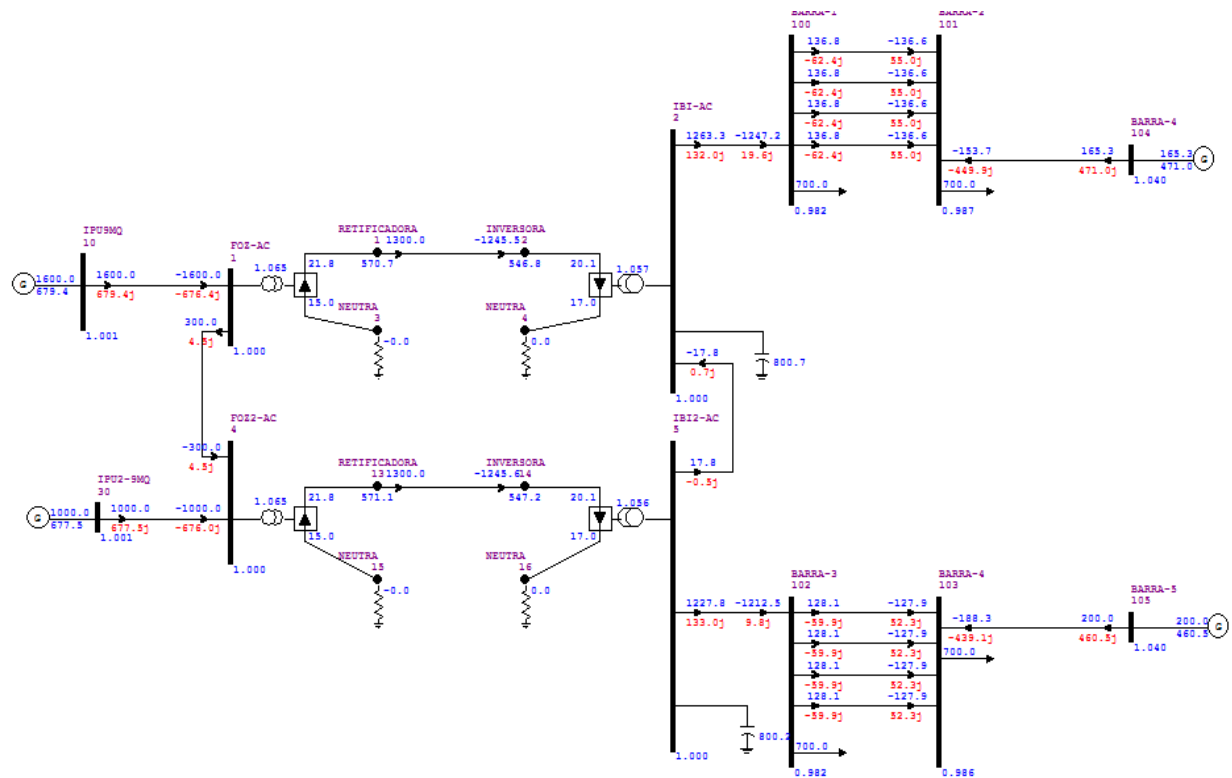 BARRA-1
100
BARRA-2
101
136.8 -136.6
-62.4j 55.0j
136.8 -136.6
-62.4j 55.0j
136.8 -136.6
-62.4j 55.0j
136.8 -136.6
-62.4j 55.0j
700.0
0.982
700.0
0.987
IBI-AC
2
1263.3 -1247.2
132.0j 19.6j
BARRA-4
104
-153.7 165.3 165.3
-449.9j 471.0j 471.0
G
1.040
IPU9MQ
10
G
1600.0 1600.0 -1600.0
679.4 679.4j -676.4j
1.001
FOZ-AC
1
300.0
4.5j
1.000
1.065
21.8
15.0
RETIFICADORA
1
1300.0 -1245.5
570.7
INVERSORA
2
546.8
20.1
17.0
1.057
NEUTRA
3
-0.0
NEUTRA
4
0.0
800.7
-17.8
0.7j
1.000
FOZ2-AC
4
-300.0
4.5j
IPU2-9MQ
30
G
1000.0 1000.0 -1000.0
677.5 677.5j -676.0j
1.001
1.000
1.065
21.8
15.0
RETIFICADORA
13
1300.0 -1245.6
571.1
INVERSORA
14
547.2
20.1
17.0
1.056
NEUTRA
15
-0.0
NEUTRA
16
0.0
IBI2-AC
5
17.8
-0.5j
1227.8 -1212.5
133.0j 9.8j
800.2
1.000
BARRA-3
102
BARRA-4
103
128.1 -127.9
-59.9j 52.3j
128.1 -127.9
-59.9j 52.3j
128.1 -127.9
-59.9j 52.3j
128.1 -127.9
-59.9j 52.3j
700.0
0.982
700.0
0.986
BARRA-5
105
-188.3 200.0 200.0
-439.1j 460.5j 460.5
G
1.040